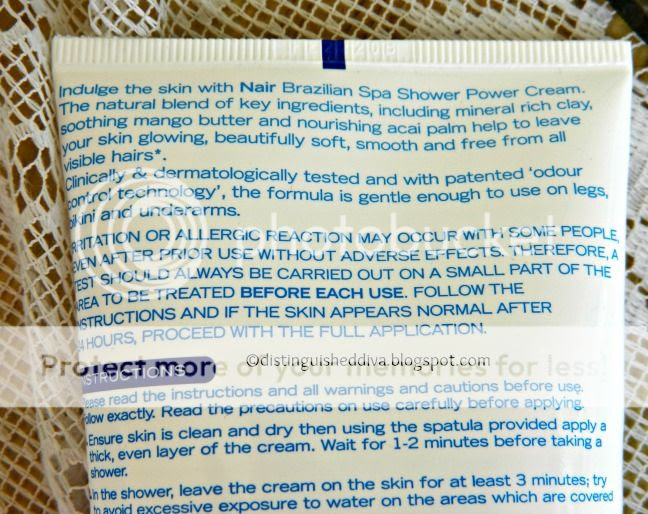 Indulge the skin with Nair Brazilian Spa Shower Power Cream.
The natural blend of key ingredients, including mineral rich clay,
soothing mango butter and nourishing acai palm help to leave
your skin glowing, beautifully soft, smooth and free from all
visible hairs*.
Clinically & dermatologically tested and with patented 'odour
control technology', the formula is gentle enough to use on legs,
bikini and underarms.
IRRITATION OR ALLERGIC REACTION MAY OCCUR WITH SOME PEOPLE,
EVEN AFTER PRIOR USE WITHOUT ADVERSE EFFECTS. THEREFORE, A
TEST SHOULD ALWAYS BE CARRIED OUT ON A SMALL PART OF THE
AREA TO BE TREATED BEFORE EACH USE. FOLLOW THE
INSTRUCTIONS AND IF THE SKIN APPEARS NORMAL AFTER
24 HOURS, PROCEED WITH THE FULL APPLICATION.
©distinguisheddiva.blogspot.com
photobucket
Protect more of your memories for less!
INSTRUCTIONS
Please read the instructions and all warnings and cautions before use.
Follow exactly. Read the precautions on use carefully before applying.
Ensure skin is clean and dry then using the spatula provided apply a
thick, even layer of the cream. Wait for 1-2 minutes before taking a
shower.
In the shower, leave the cream on the skin for at least 3 minutes; try
to avoid excessive exposure to water on the areas which are covered